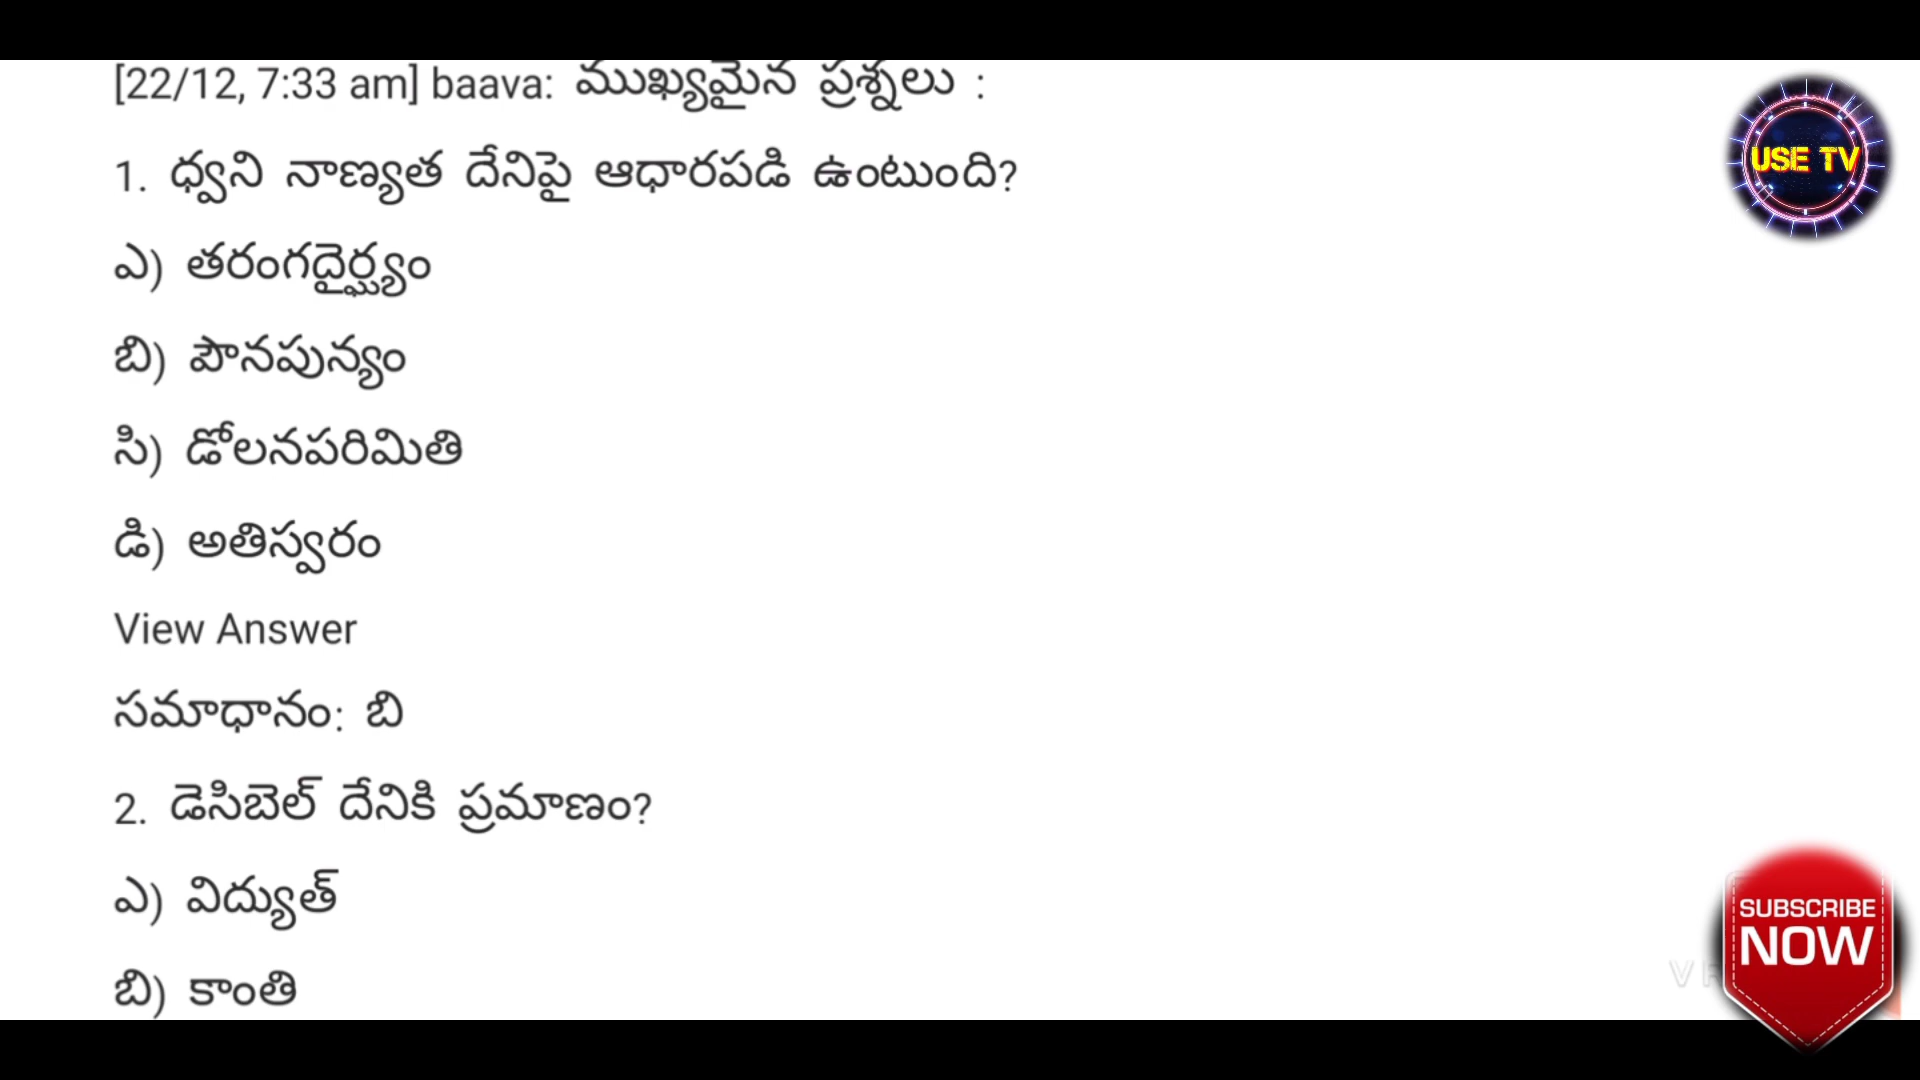 [22/12, 7:33 am] baava: ముఖ్యమైన ప్రశ్నలు :
1. ధ్వని నాణ్యత దేనిపై ఆధారపడి ఉంటుంది?
ఎ) తరంగదైర్ఘ్యం
బి) పౌనపున్యం
సి) డోలనపరిమితి
డి) అతిస్వరం
View Answer
సమాధానం: బి
2. డెసిబెల్ దేనికి ప్రమాణం?
ఎ) విద్యుత్
బి) కాంతి
USE TV
SUBSCRIBE
NOW